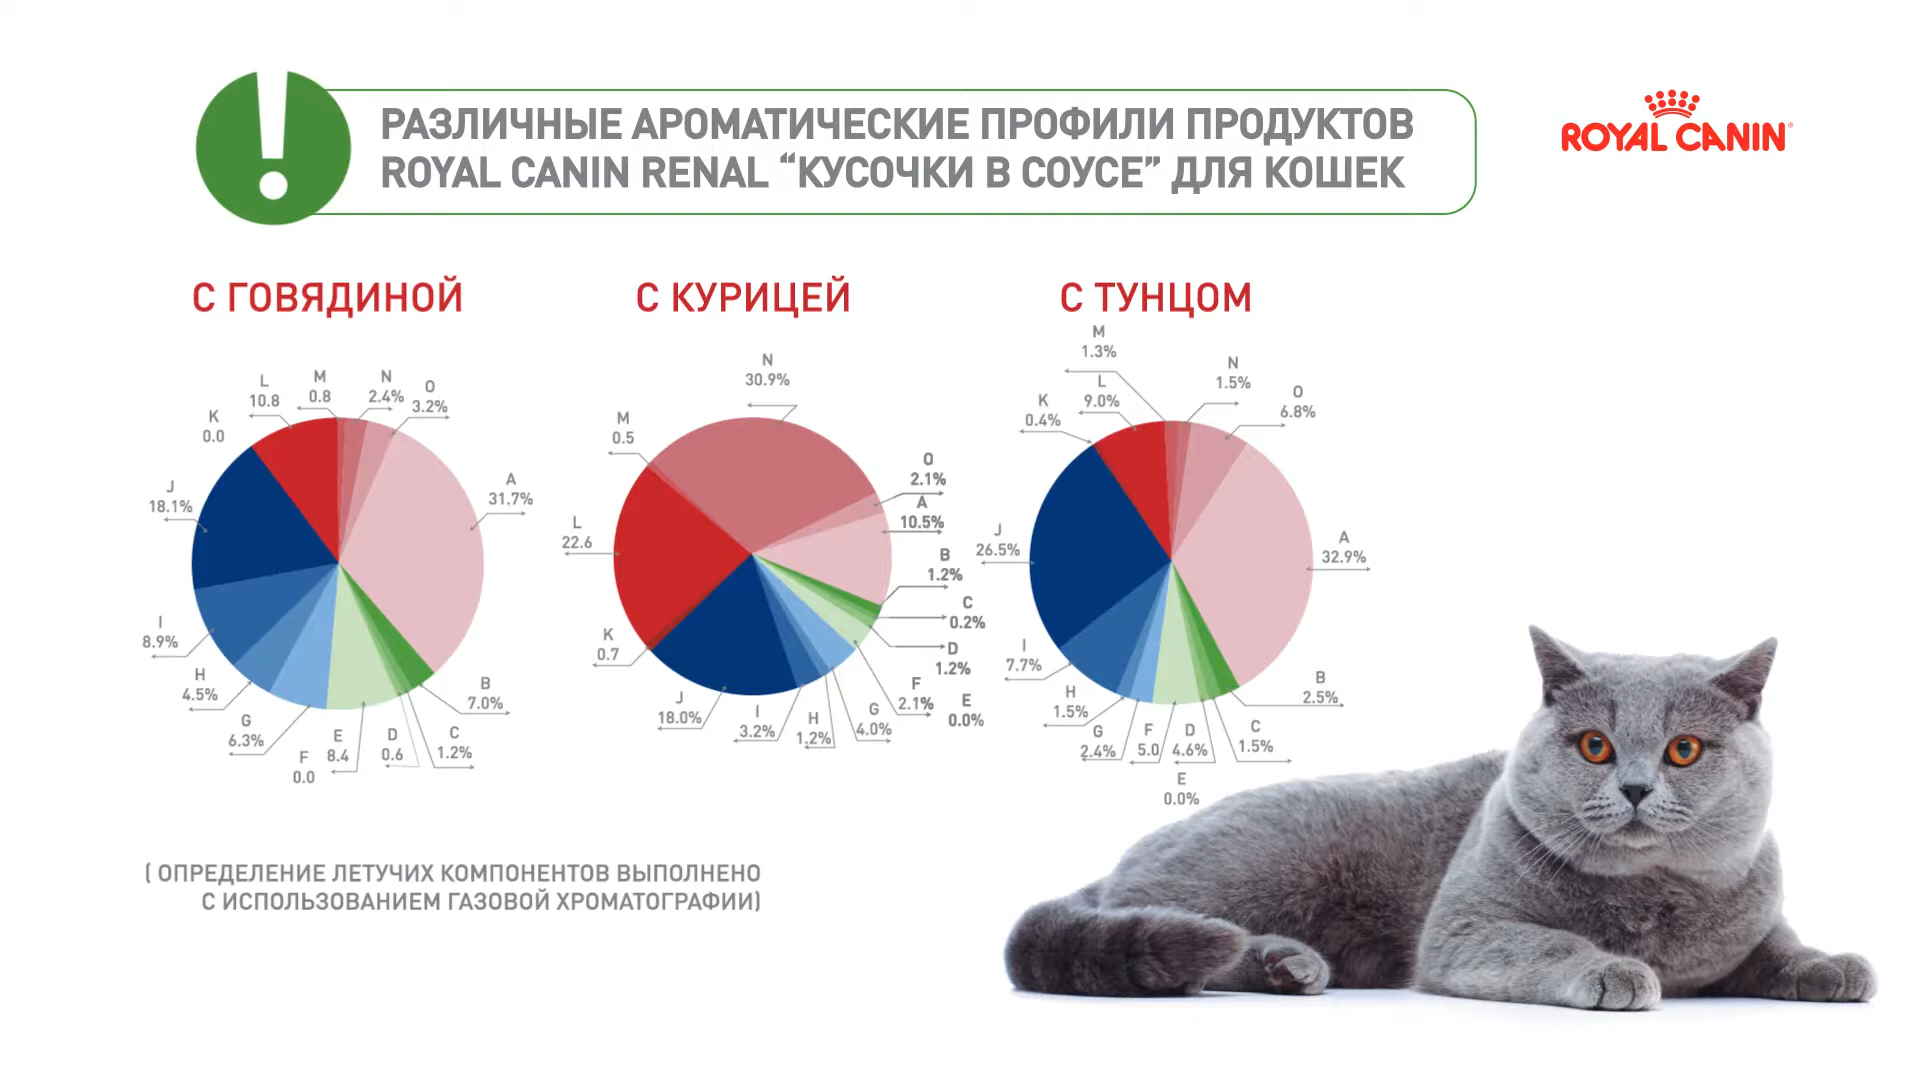 РАЗЛИЧНЫЕ АРОМАТИЧЕСКИЕ ПРОФИЛИ ПРОДУКТОВ
ROYAL CANIN RENAL “КУСОЧКИ В СОУСЕ” ДЛЯ КОШЕК
ROYAL CANIN®
С ГОВЯДИНОЙ
K
0.0
L
10.8
M
0.8
N
2.4%
O
3.2%
A
31.7%
B
7.0%
C
1.2%
D
0.6
E
8.4
F
0.0
G
6.3%
H
4.5%
I
8.9%
J
18.1%
С КУРИЦЕЙ
N
30.9%
M
0.5
O
2.1%
A
10.5%
B
1.2%
C
0.2%
D
1.2%
E
0.0%
F
2.1%
G
4.0%
H
1.2%
I
3.2%
J
18.0%
K
0.7
L
22.6
С ТУНЦОМ
M
1.3%
L
9.0%
K
0.4%
N
1.5%
O
6.8%
A
32.9%
B
2.5%
C
1.5%
D
4.6%
E
0.0%
F
5.0
G
2.4%
H
1.5%
I
7.7%
J
26.5%
( ОПРЕДЕЛЕНИЕ ЛЕТУЧИХ КОМПОНЕНТОВ ВЫПОЛНЕНО
С ИСПОЛЬЗОВАНИЕМ ГАЗОВОЙ ХРОМАТОГРАФИИ)